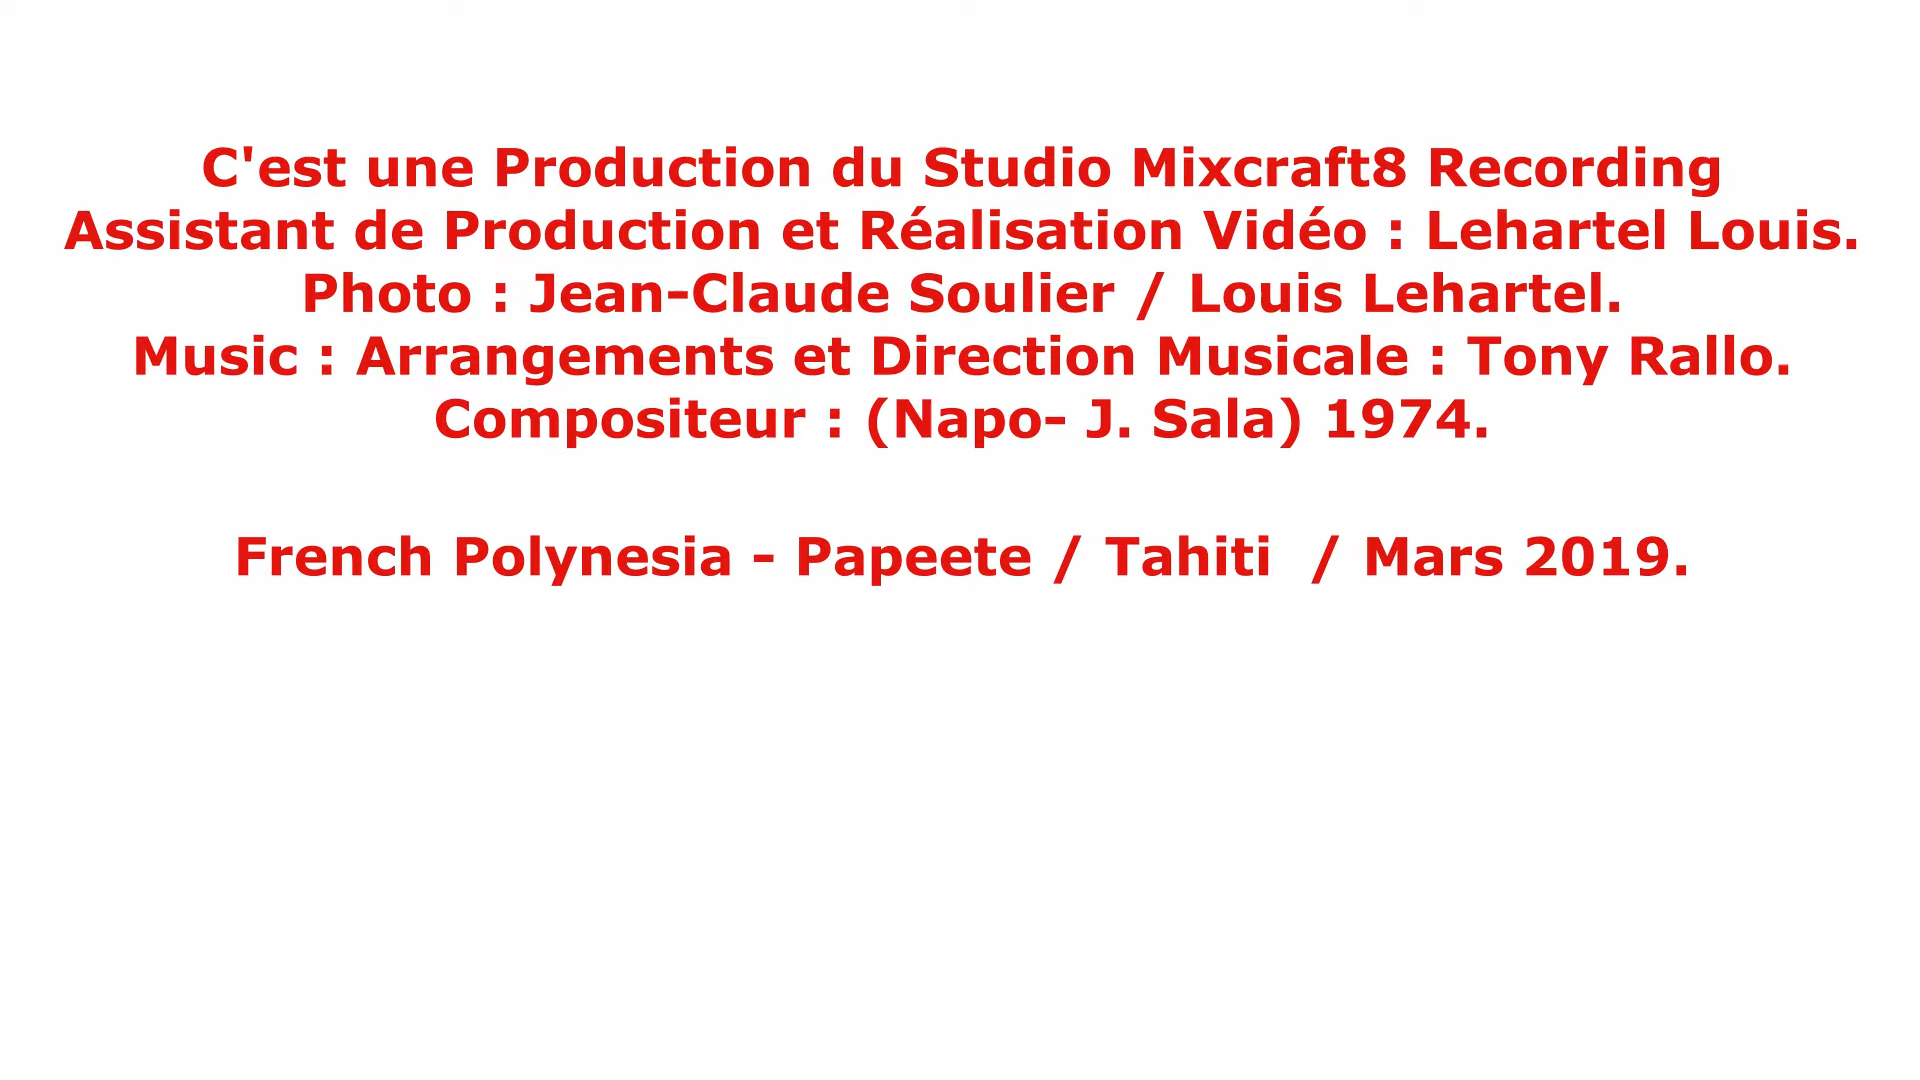 C'est une Production du Studio Mixcraft8 Recording
Assistant de Production et Réalisation Vidéo : Lehartel Louis.
Photo : Jean-Claude Soulier / Louis Lehartel.
Music : Arrangements et Direction Musicale : Tony Rallo.
Compositeur : (Napo- J. Sala) 1974.
French Polynesia - Papeete / Tahiti  / Mars 2019.